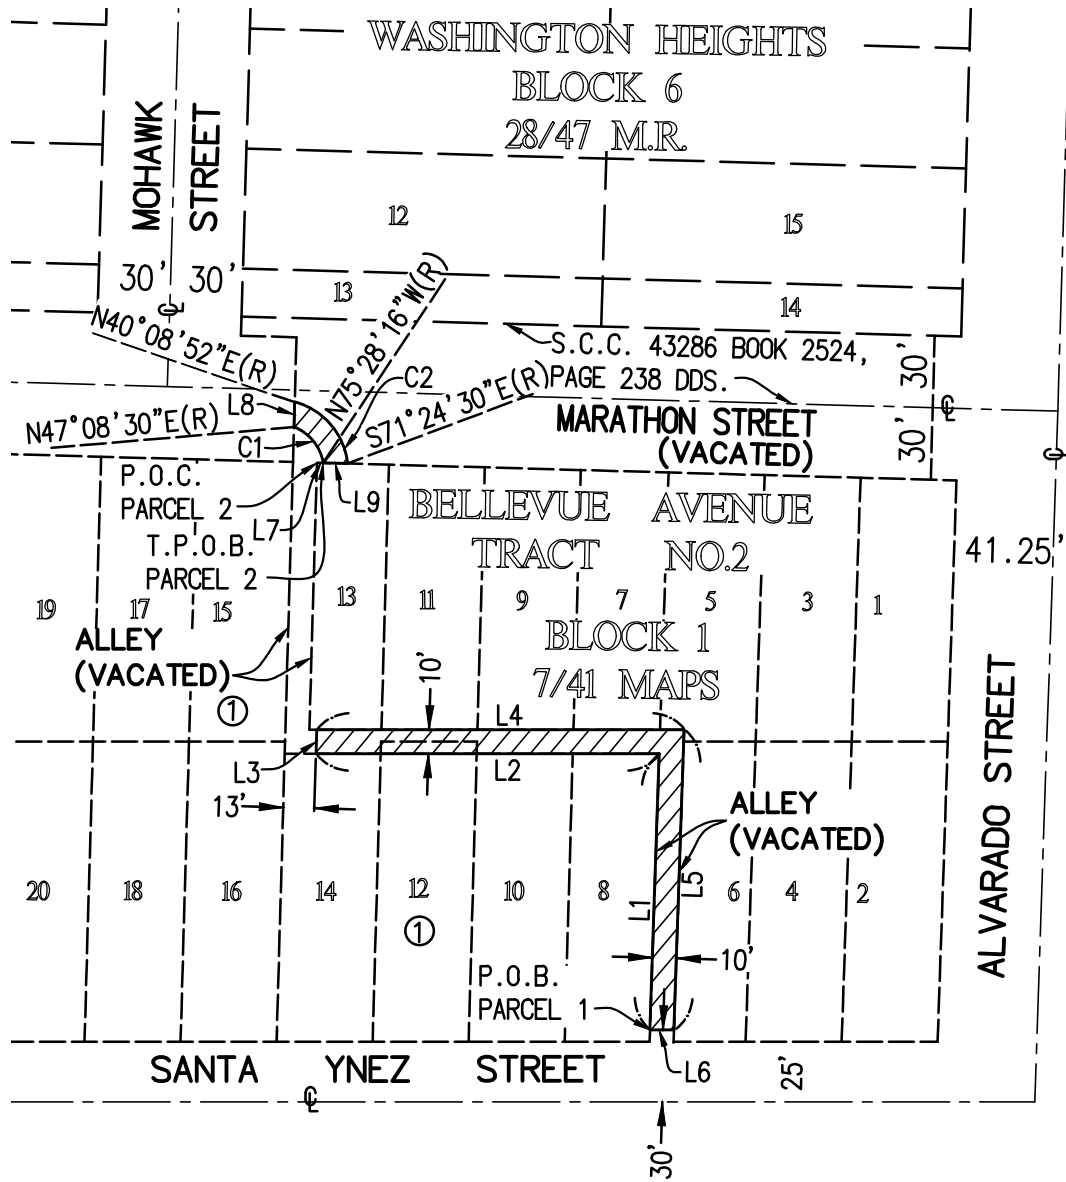 WASHINGTON HEIGHTS
BLOCK 6
28/47 M.R.
MOHAWK
STREET
12
15
30'
30'
13
14
N40°08'52"E(R)
N75°28'16"W(R)
S.C.C. 43286 BOOK 2524,
PAGE 238 DDS.
30'
30'
C2
L8
S71°24'30"E(R)
N47°08'30"E(R)
C1
MARATHON STREET
(VACATED)
P.O.C.
PARCEL 2
L9
L7
T.P.O.B.
PARCEL 2
BELLEVUE AVENUE
TRACT NO.2
41.25'
19
17
15
13
11
9
7
5
3
1
BLOCK 1
7/41 MAPS
ALLEY
(VACATED)
1
10'
L4
L3
L2
13'
ALLEY
(VACATED)
ALVARADO STREET
20
18
16
14
12
10
8
6
4
2
1
L1
L5
10'
P.O.B.
PARCEL 1
SANTA YNEZ STREET
L6
25'
30'